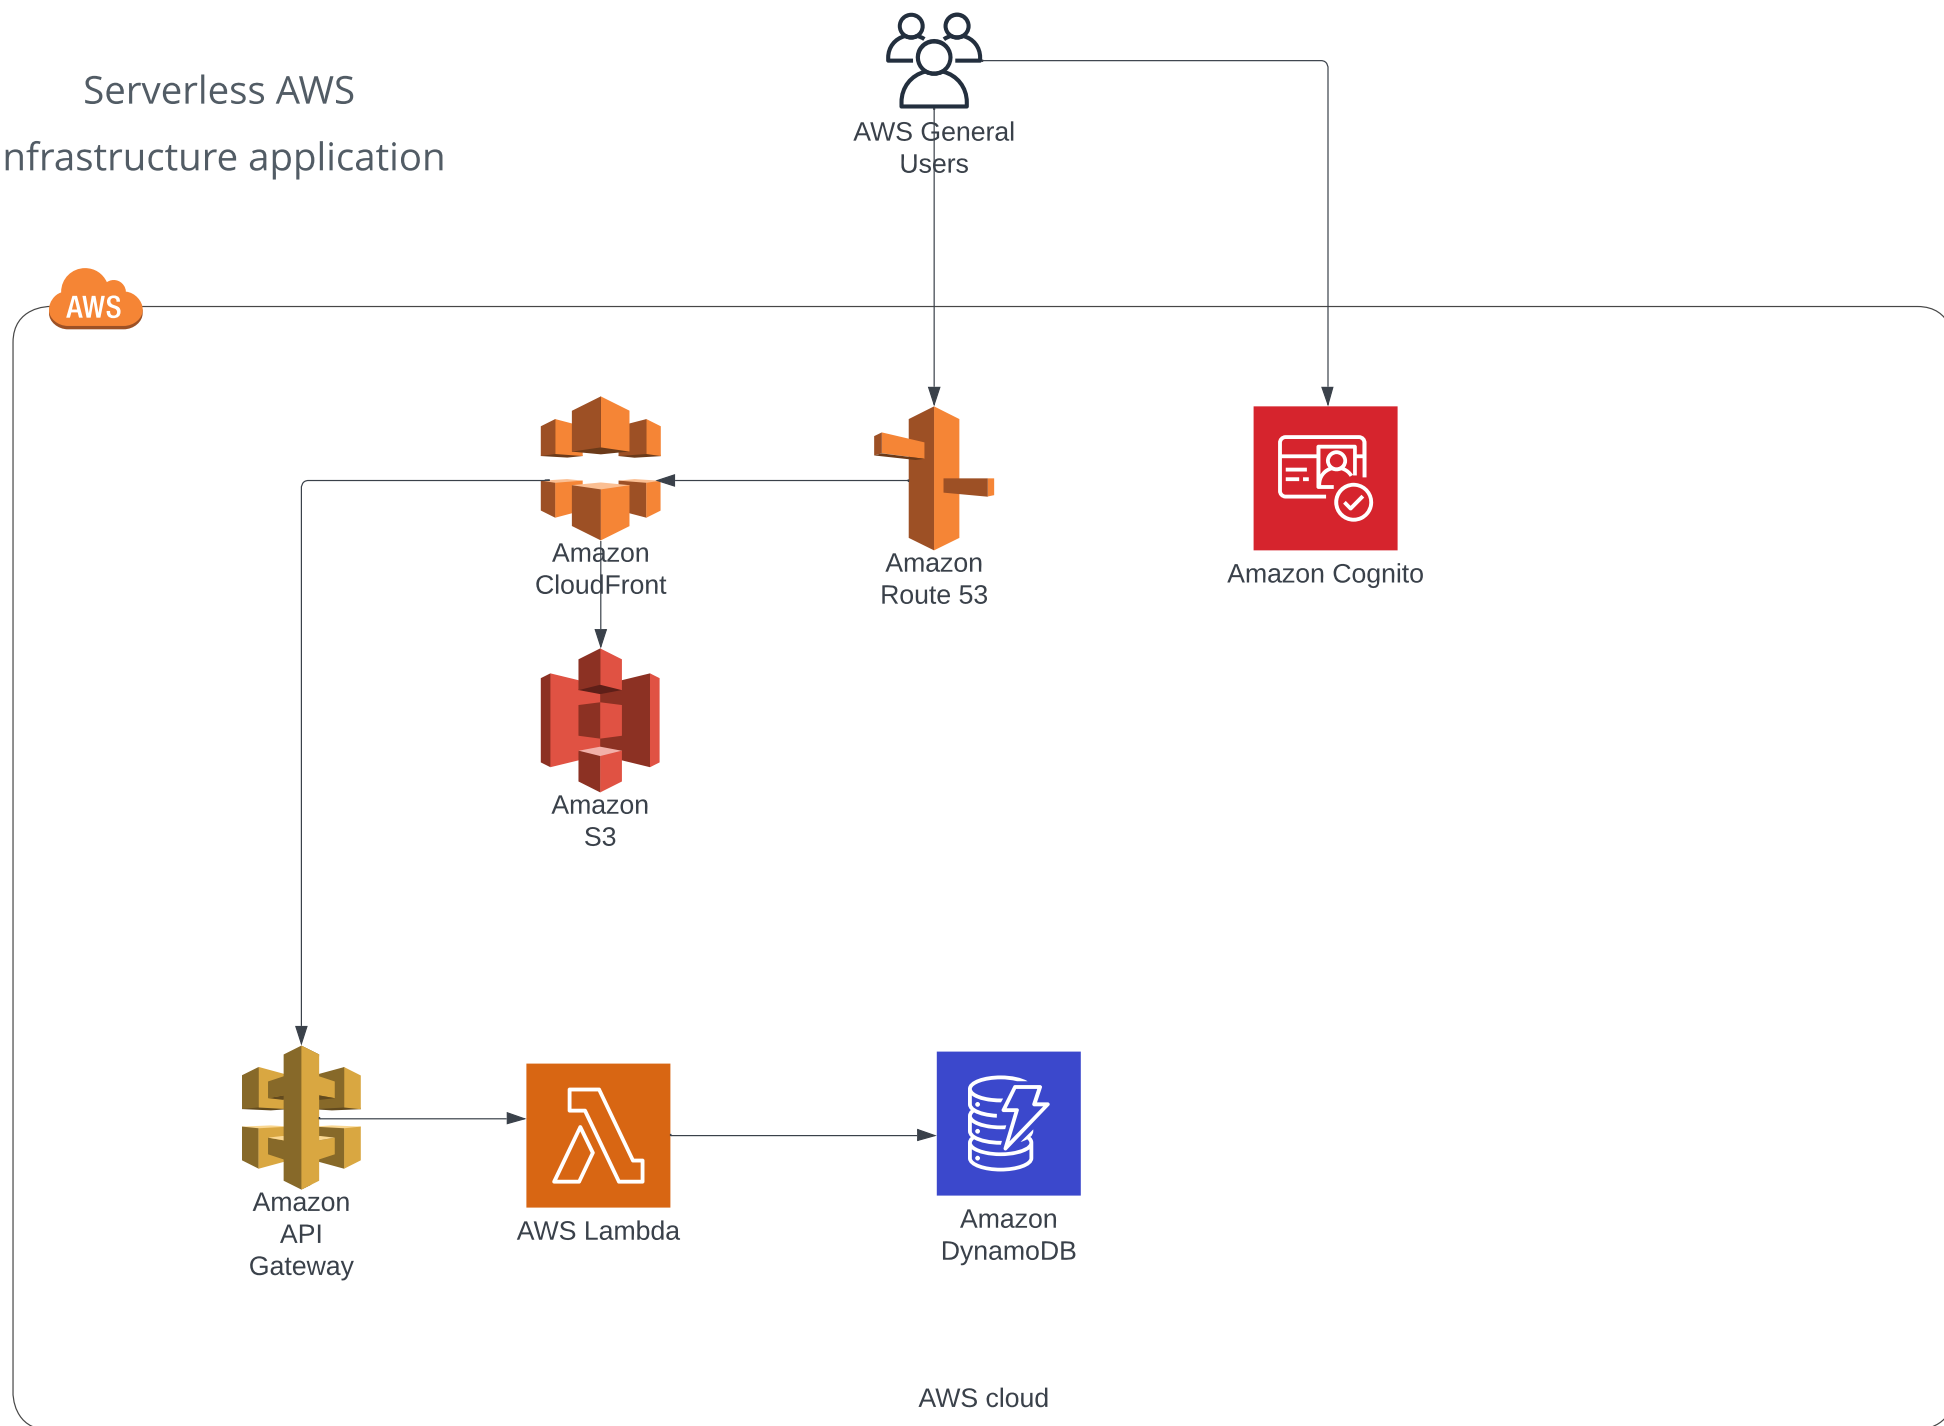 Serverless AWS
nfrastructure application
AWS General
Users
AWS
Amazon
CloudFront
Amazon
Route 53
Amazon Cognito
Amazon
S3
Amazon
API
Gateway
AWS Lambda
Amazon
DynamoDB
AWS cloud